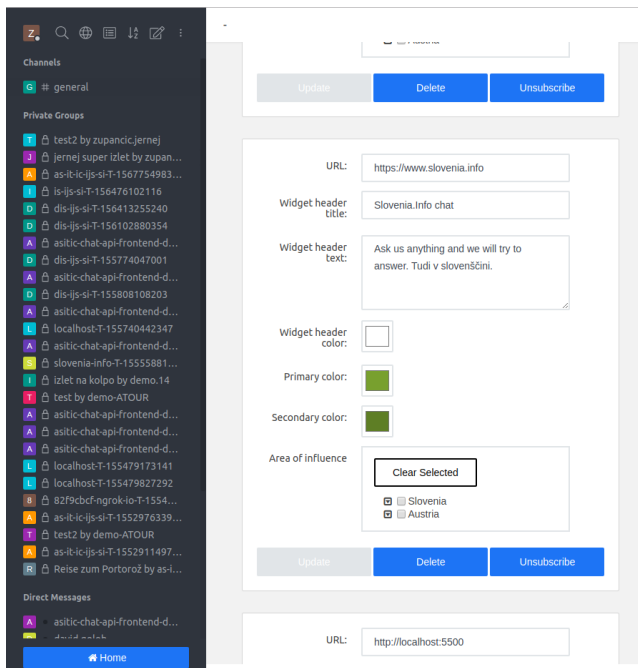 Z
-
Channels
G # general
Private Groups
T test2 by zupancic.jernej
J jernej super izlet by zupan...
A as-it-ic-ijs-si-T-1567754983...
I is-ijs-si-T-156476102116
D dis-ijs-si-T-156413255240
D dis-ijs-si-T-156102880354
A asitic-chat-api-frontend-d...
D dis-ijs-si-T-155774047001
A asitic-chat-api-frontend-d...
D dis-ijs-si-T-155808108203
A asitic-chat-api-frontend-d...
L localhost-T-155740442347
A asitic-chat-api-frontend-d...
S slovenia-info-T-15555881...
I izlet na kolpo by demo.14
T test by demo-ATOUR
A asitic-chat-api-frontend-d...
A asitic-chat-api-frontend-d...
A asitic-chat-api-frontend-d...
L localhost-T-155479173141
L localhost-T-155479827292
8 82f9cbcf-ngrok-io-T-1554...
A as-it-ic-ijs-si-T-1552976339...
T test2 by demo-ATOUR
A as-it-ic-ijs-si-T-1552911497...
R Reise zum Portorož by as-i...
Direct Messages
A asitic-chat-api-frontend-d...
david.golob
Home
Austria
Update Delete Unsubscribe
URL: https://www.slovenia.info
Widget header title: Slovenia.Info chat
Widget header text: Ask us anything and we will try to
answer. Tudi v slovenščini.
Widget header color:
Primary color:
Secondary color:
Area of influence
Clear Selected
Slovenia
Austria
Update Delete Unsubscribe
URL: http://localhost:5500